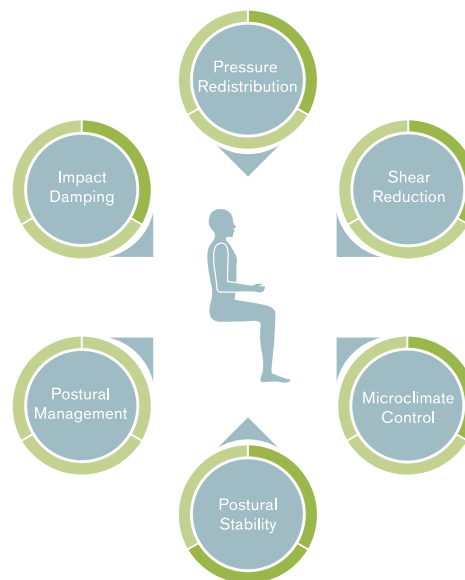 Pressure
Redistribution
Impact
Damping
Shear
Reduction
Postural
Management
Microclimate
Control
Postural
Stability